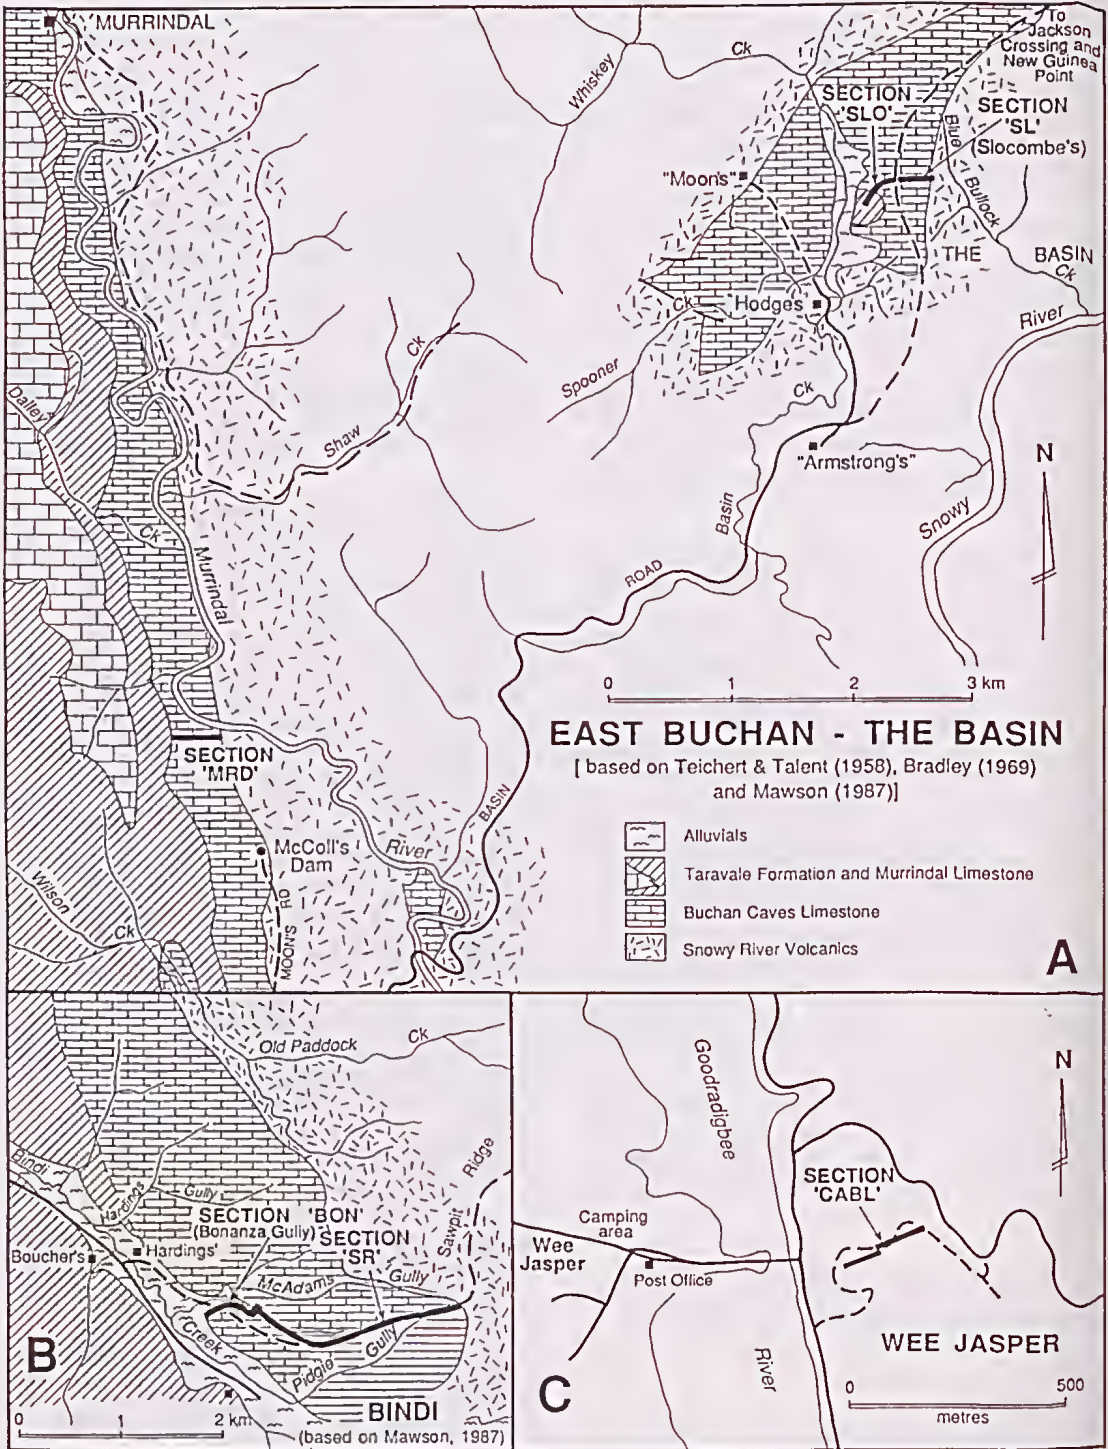 'MURRINDAL
Whiskey
Ck
To
Jackson
Crossing and
New Guinea
Point
SECTION
'SLO'
SECTION
'SL'
(Slocombe's)
Blue
Bullock
Ck
"Moon's"
THE
BASIN
River
Ck
Hodges
Spooner
Ck
Dalley
Ck
Shaw
Ck
"Armstrong's"
N
Snowy
Basin
Murrindal
ROAD
0 1 2 3 km
EAST BUCHAN - THE BASIN
[ based on Teichert & Talent (1958), Bradley (1969)
and Mawson (1987)]
SECTION
'MRD'
BASIN
McColl's
Dam
River
Alluvials
Taravale Formation and Murrindal Limestone
Buchan Caves Limestone
Snowy River Volcanics
Wilson
Ck
MOON'S RD
A
Old Paddock
Ck
Ridge
Sawpit
Bindi
Hardings
Gully
SECTION 'BON'
(Bonanza Gully)
SECTION
'SR'
Boucher's
Hardings'
McAdams
Gully
Creek
Pidgie
Gully
B
BINDI
0 1 2 km
(based on Mawson, 1987)
Goodradigbee
N
SECTION
'CABL'
Camping
area
Wee
Jasper
Post Office
River
WEE JASPER
C
0 500
metres